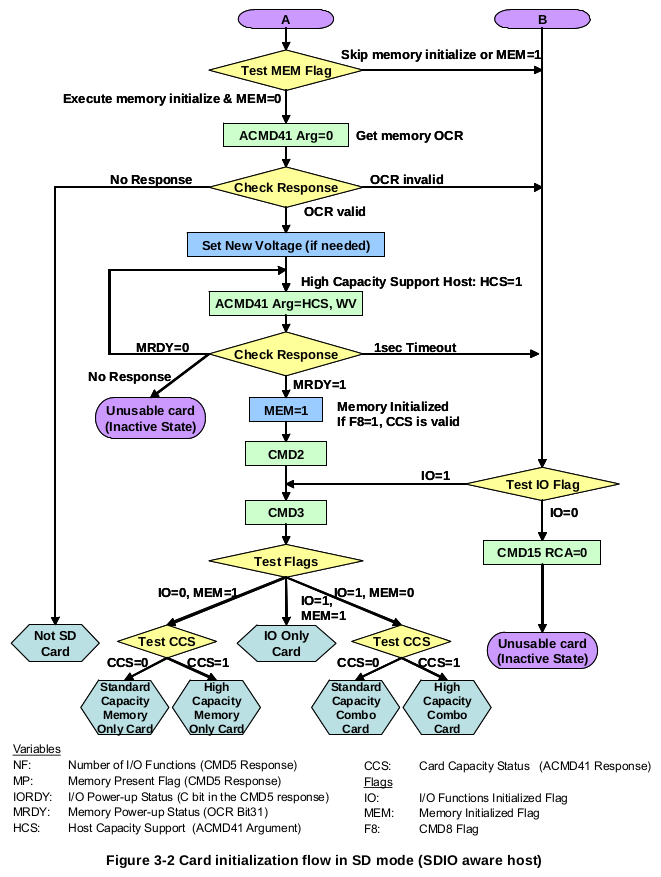 A
B
Skip memory initialize or MEM=1
Test MEM Flag
Execute memory initialize & MEM=0
ACMD41 Arg=0
Get memory OCR
No Response
Check Response
OCR invalid
OCR valid
Set New Voltage (if needed)
High Capacity Support Host: HCS=1
ACMD41 Arg=HCS, WV
MRDY=0
Check Response
1sec Timeout
No Response
MRDY=1
Unusable card
(Inactive State)
MEM=1
Memory Initialized
If F8=1, CCS is valid
CMD2
IO=1
Test IO Flag
CMD3
IO=0
CMD15 RCA=0
Test Flags
IO=0, MEM=1
IO=1,
MEM=1
IO=1, MEM=0
Not SD
Card
Test CCS
IO Only
Card
Test CCS
Unusable card
(Inactive State)
CCS=0
CCS=1
CCS=0
CCS=1
Standard
Capacity
Memory
Only Card
High
Capacity
Memory
Only Card
Standard
Capacity
Combo
Card
High
Capacity
Combo
Card
Variables
NF: Number of I/O Functions (CMD5 Response)
MP: Memory Present Flag (CMD5 Response)
IORDY: I/O Power-up Status (C bit in the CMD5 response)
MRDY: Memory Power-up Status (OCR Bit31)
HCS: Host Capacity Support (ACMD41 Argument)
CCS: Card Capacity Status (ACMD41 Response)
Flags
IO: I/O Functions Initialized Flag
MEM: Memory Initialized Flag
F8: CMD8 Flag
Figure 3-2 Card initialization flow in SD mode (SDIO aware host)